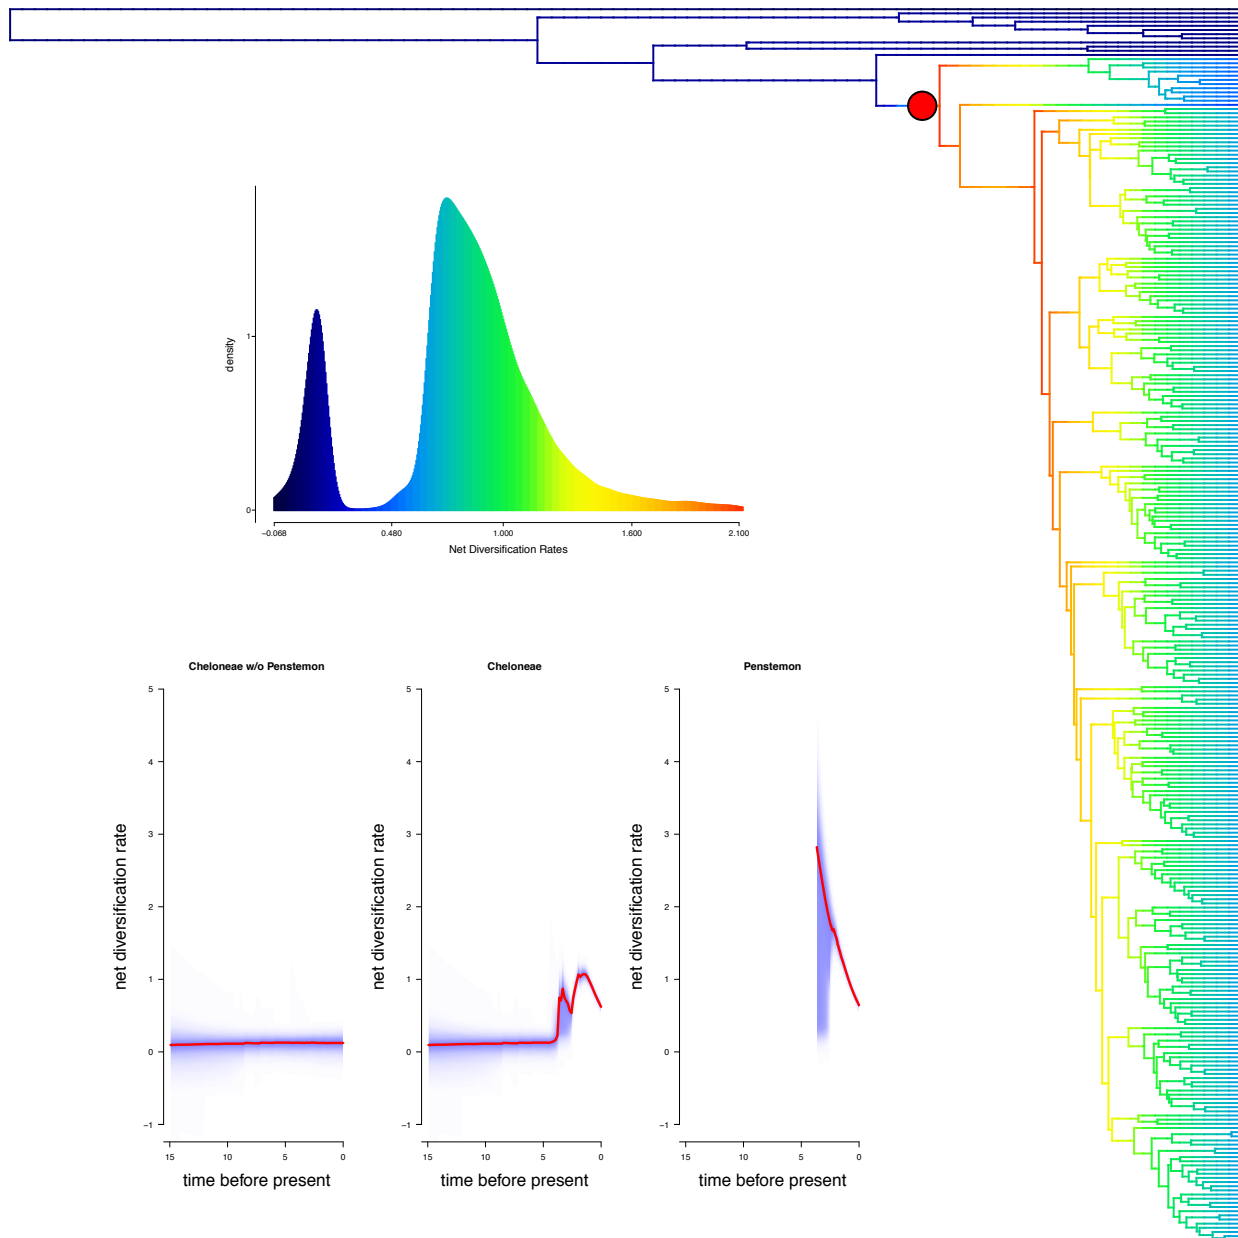 density
1
0
−0.068 0.480 1.000 1.600 2.100
Net Diversification Rates
Cheloneae w/o Penstemon
net diversification rate
5
4
3
2
1
0
−1
15 10 5 0
time before present
Cheloneae
net diversification rate
5
4
3
2
1
0
−1
15 10 5 0
time before present
Penstemon
net diversification rate
5
4
3
2
1
0
−1
15 10 5 0
time before present